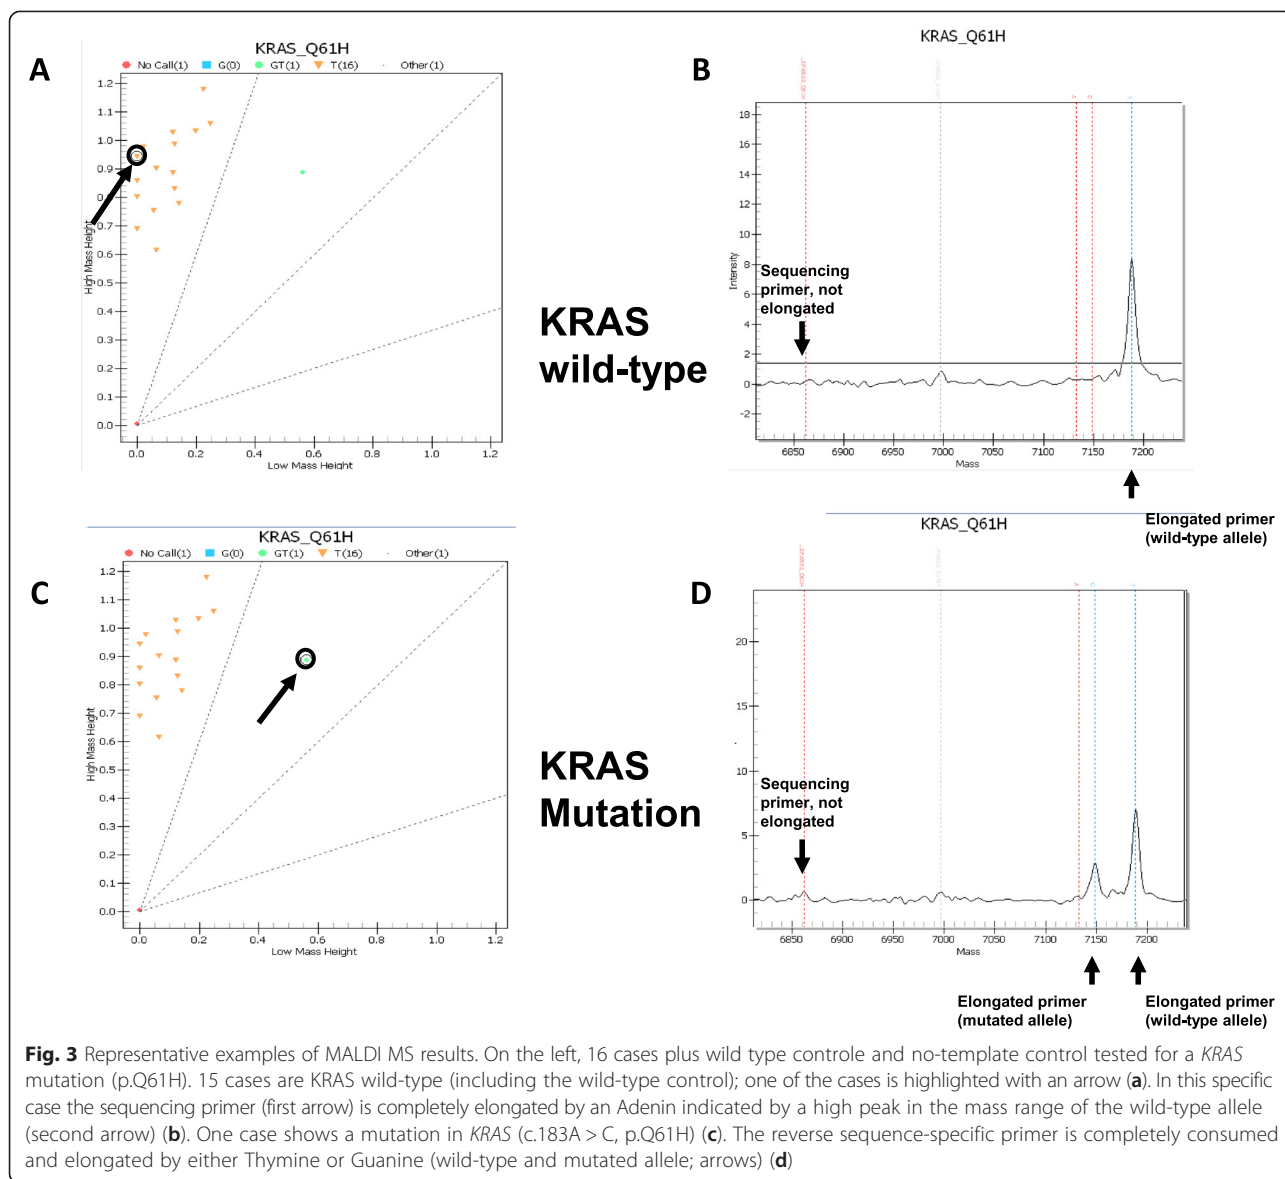 A
KRAS_Q61H
No Call(1) G(0) GT(1) T(16) Other(1)
1.2
1.0
0.9
0.8
0.7
0.6
0.5
0.4
0.3
0.2
0.1
0.0
High Mass Height
0.0 0.2 0.4 0.6 0.8 1.0 1.2
Low Mass Height
KRAS
wild-type
B
KRAS_Q61H
A
G
T
18
16
14
12
10
8
6
4
2
0
-2
Intensity
Sequencing
primer, not
elongated
6850 6900 6950 7000 7050 7100 7150 7200
Mass
Elongated primer
(wild-type allele)
C
KRAS_Q61H
No Call(1) G(0) GT(1) T(16) Other(1)
1.2
1.1
1.0
0.9
0.8
0.7
0.6
0.5
0.4
0.3
0.2
0.1
0.0
High Mass Height
0.0 0.2 0.4 0.6 0.8 1.0 1.2
Low Mass Height
KRAS
Mutation
D
KRAS_Q61H
A
G
T
20
15
10
5
0
Sequencing
primer, not
elongated
6850 6900 6950 7000 7050 7100 7150 7200
Mass
Elongated primer
(mutated allele)
Elongated primer
(wild-type allele)
Fig. 3 Representative examples of MALDI MS results. On the left, 16 cases plus wild type controle and no-template control tested for a KRAS
mutation (p.Q61H). 15 cases are KRAS wild-type (including the wild-type control); one of the cases is highlighted with an arrow (a). In this specific
case the sequencing primer (first arrow) is completely elongated by an Adenin indicated by a high peak in the mass range of the wild-type allele
(second arrow) (b). One case shows a mutation in KRAS (c.183A > C, p.Q61H) (c). The reverse sequence-specific primer is completely consumed
and elongated by either Thymine or Guanine (wild-type and mutated allele; arrows) (d)